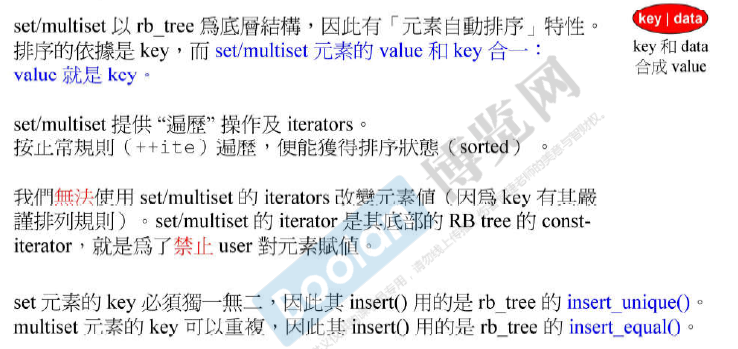 set/multiset 以 rb_tree 為底層結構，因此有「元素自動排序」特性。
排序的依據是 key，而 set/multiset 元素的 value 和 key 合一：
value 就是 key。
key | data
key 和 data
合成 value
set/multiset 提供 “遍歷” 操作及 iterators。
按正常規則（++ite）遍歷，便能獲得排序狀態（sorted） 。
我們無法使用 set/multiset 的 iterators 改變元素值（因為 key 有其嚴
謹排列規則）。set/multiset 的 iterator 是其底部的 RB tree 的 const-
iterator，就是為了禁止 user 對元素賦值。
set 元素的 key 必須獨一無二，因此其 insert() 用的是 rb_tree 的 insert_unique()。
multiset 元素的 key 可以重複，因此其 insert() 用的是 rb_tree 的 insert_equal()。
Boolan
博览网